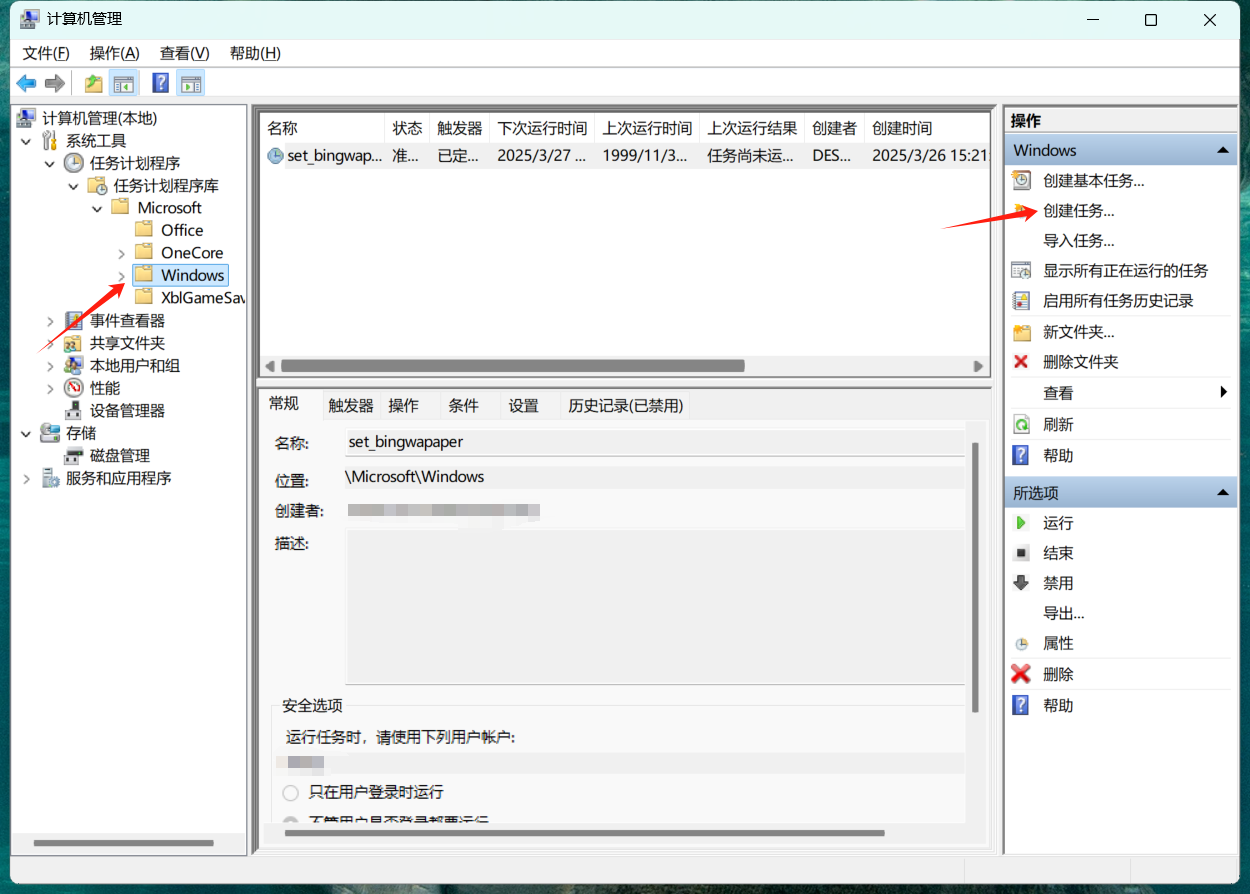 计算机管理
文件(F) 操作(A) 查看(V) 帮助(H)
计算机管理(本地)
系统工具
任务计划程序
任务计划程序库
Microsoft
Office
OneCore
Windows
XblGameSav
事件查看器
共享文件夹
本地用户和组
性能
设备管理器
存储
磁盘管理
服务和应用程序
名称 状态 触发器 下次运行时间 上次运行时间 上次运行结果 创建者 创建时间
set_bingwap... 准... 已定... 2025/3/27 ... 1999/11/3... 任务尚未运... DES... 2025/3/26 15:21:
常规 触发器 操作 条件 设置 历史记录(已禁用)
名称: set_bingwapaper
位置: \Microsoft\Windows
创建者:
描述:
安全选项
运行任务时，请使用下列用户帐户:
只在用户登录时运行
不管用户是否登录都要运行
操作
Windows
创建基本任务...
创建任务...
导入任务...
显示所有正在运行的任务
启用所有任务历史记录
新文件夹...
删除文件夹
查看
刷新
帮助
所选项
运行
结束
禁用
导出...
属性
删除
帮助